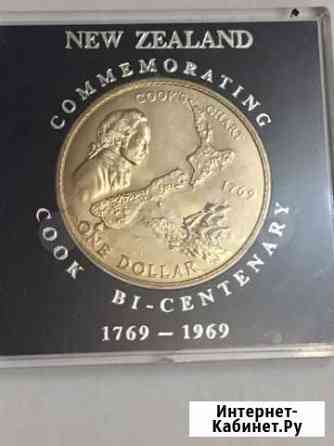 NEW ZEALAND
COMMEMORATING
COOK'S CHART
1769
ONE DOLLAR
COOK BI-CENTENARY
1769 – 1969
Интернет-
Кабинет.Ру